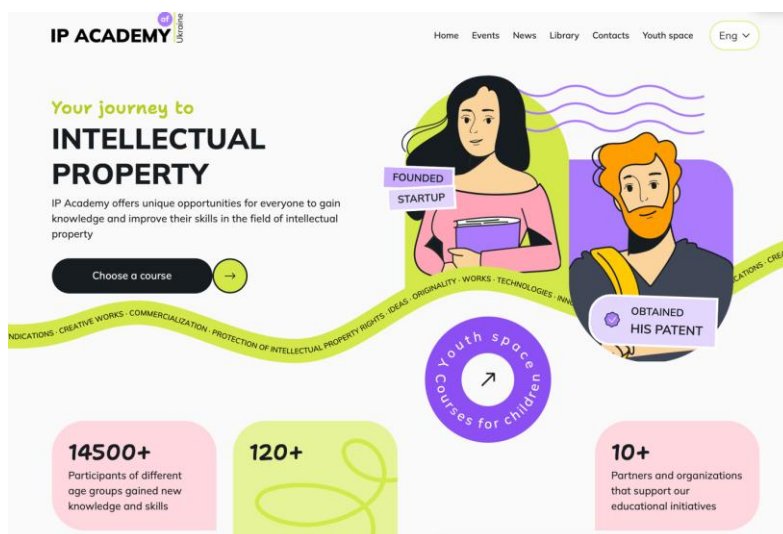 IP ACADEMY of Ukraine
Home Events News Library Contacts Youth space Eng
Your journey to
INTELLECTUAL
PROPERTY
IP Academy offers unique opportunities for everyone to gain
knowledge and improve their skills in the field of intellectual
property
Choose a course
FOUNDED
STARTUP
OBTAINED
HIS PATENT
NDICATIONS · CREATIVE WORKS · COMMERCIALIZATION · PROTECTION OF INTELLECTUAL PROPERTY RIGHTS · IDEAS · ORIGINALITY · WORKS · TECHNOLOGIES · INN
ICATIONS · CREA
Youth space
Courses for children
14500+
Participants of different
age groups gained new
knowledge and skills
120+
10+
Partners and organizations
that support our
educational initiatives